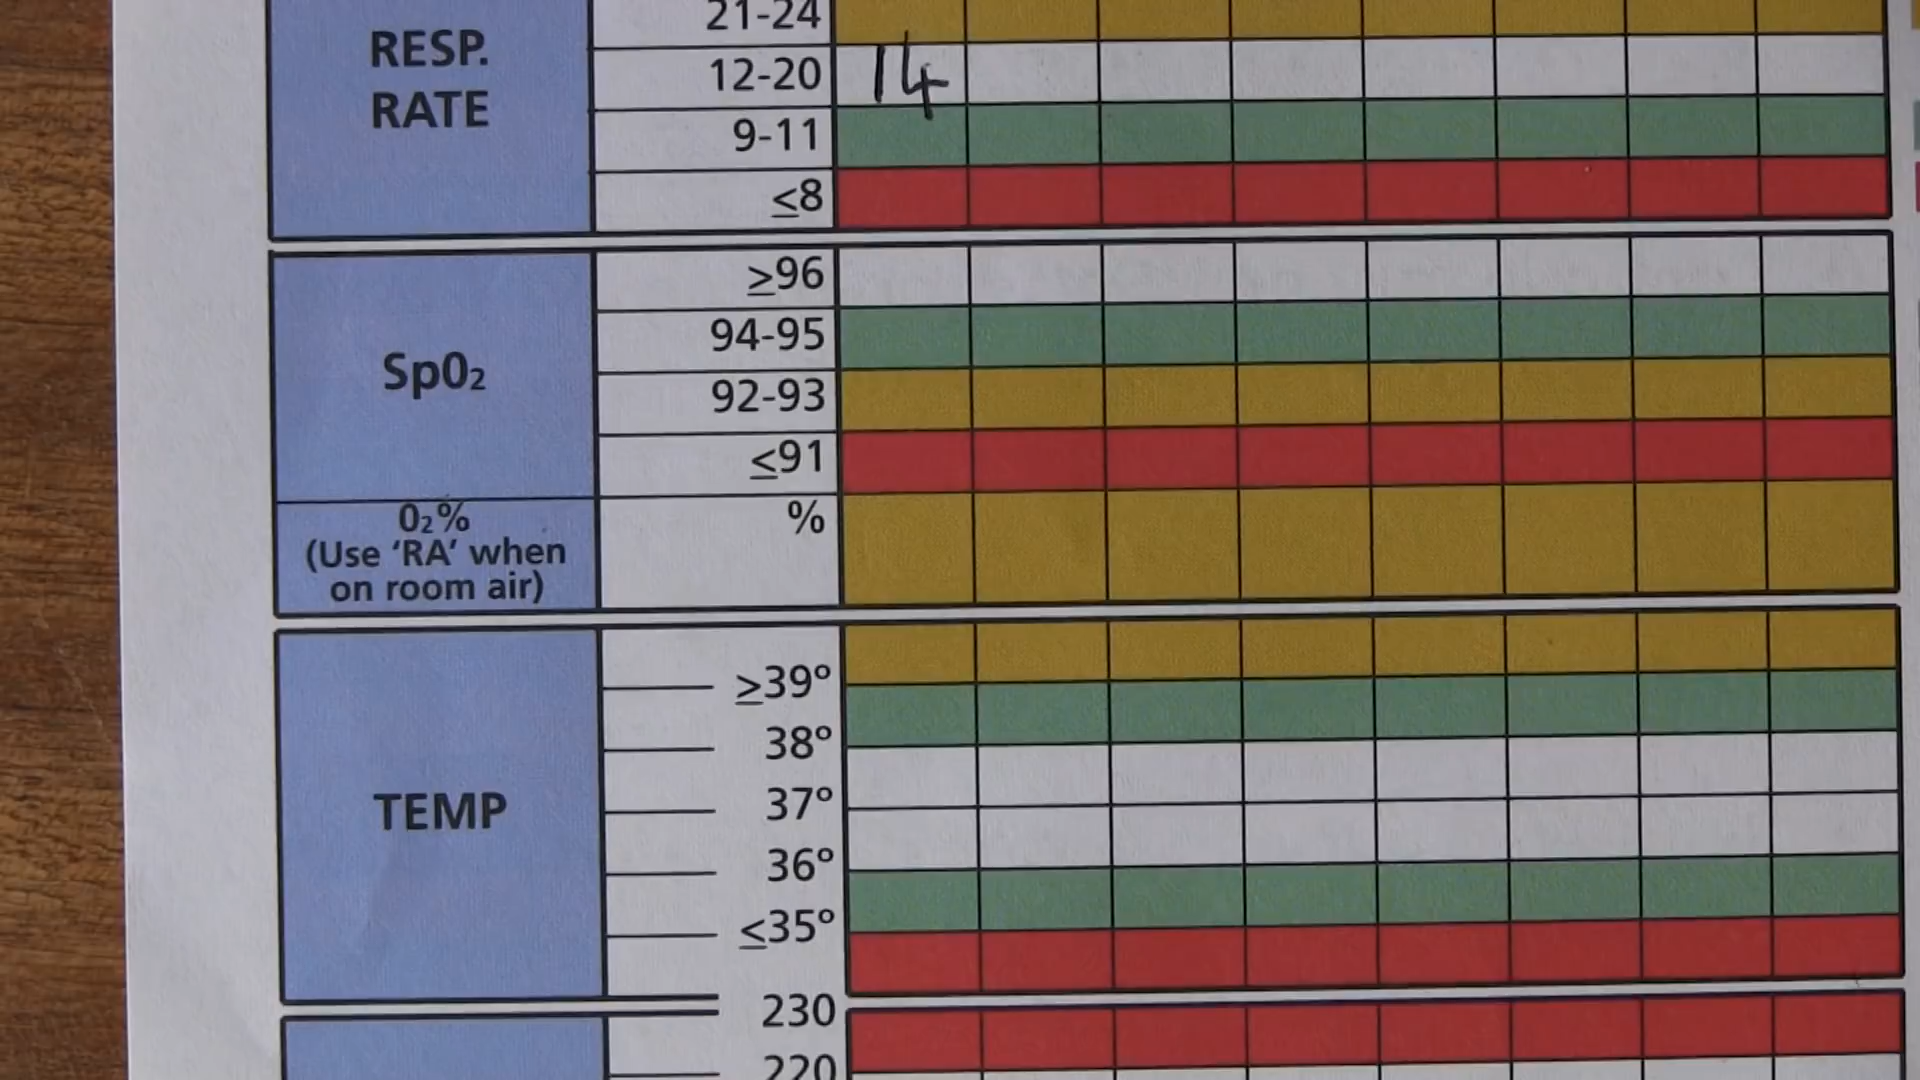 21-24
RESP.
RATE
12-20
14
9-11
≤8
≥96
94-95
SpO₂
92-93
≤91
O₂%
(Use ‘RA’ when
on room air)
%
≥39°
38°
TEMP
37°
36°
≤35°
230
220